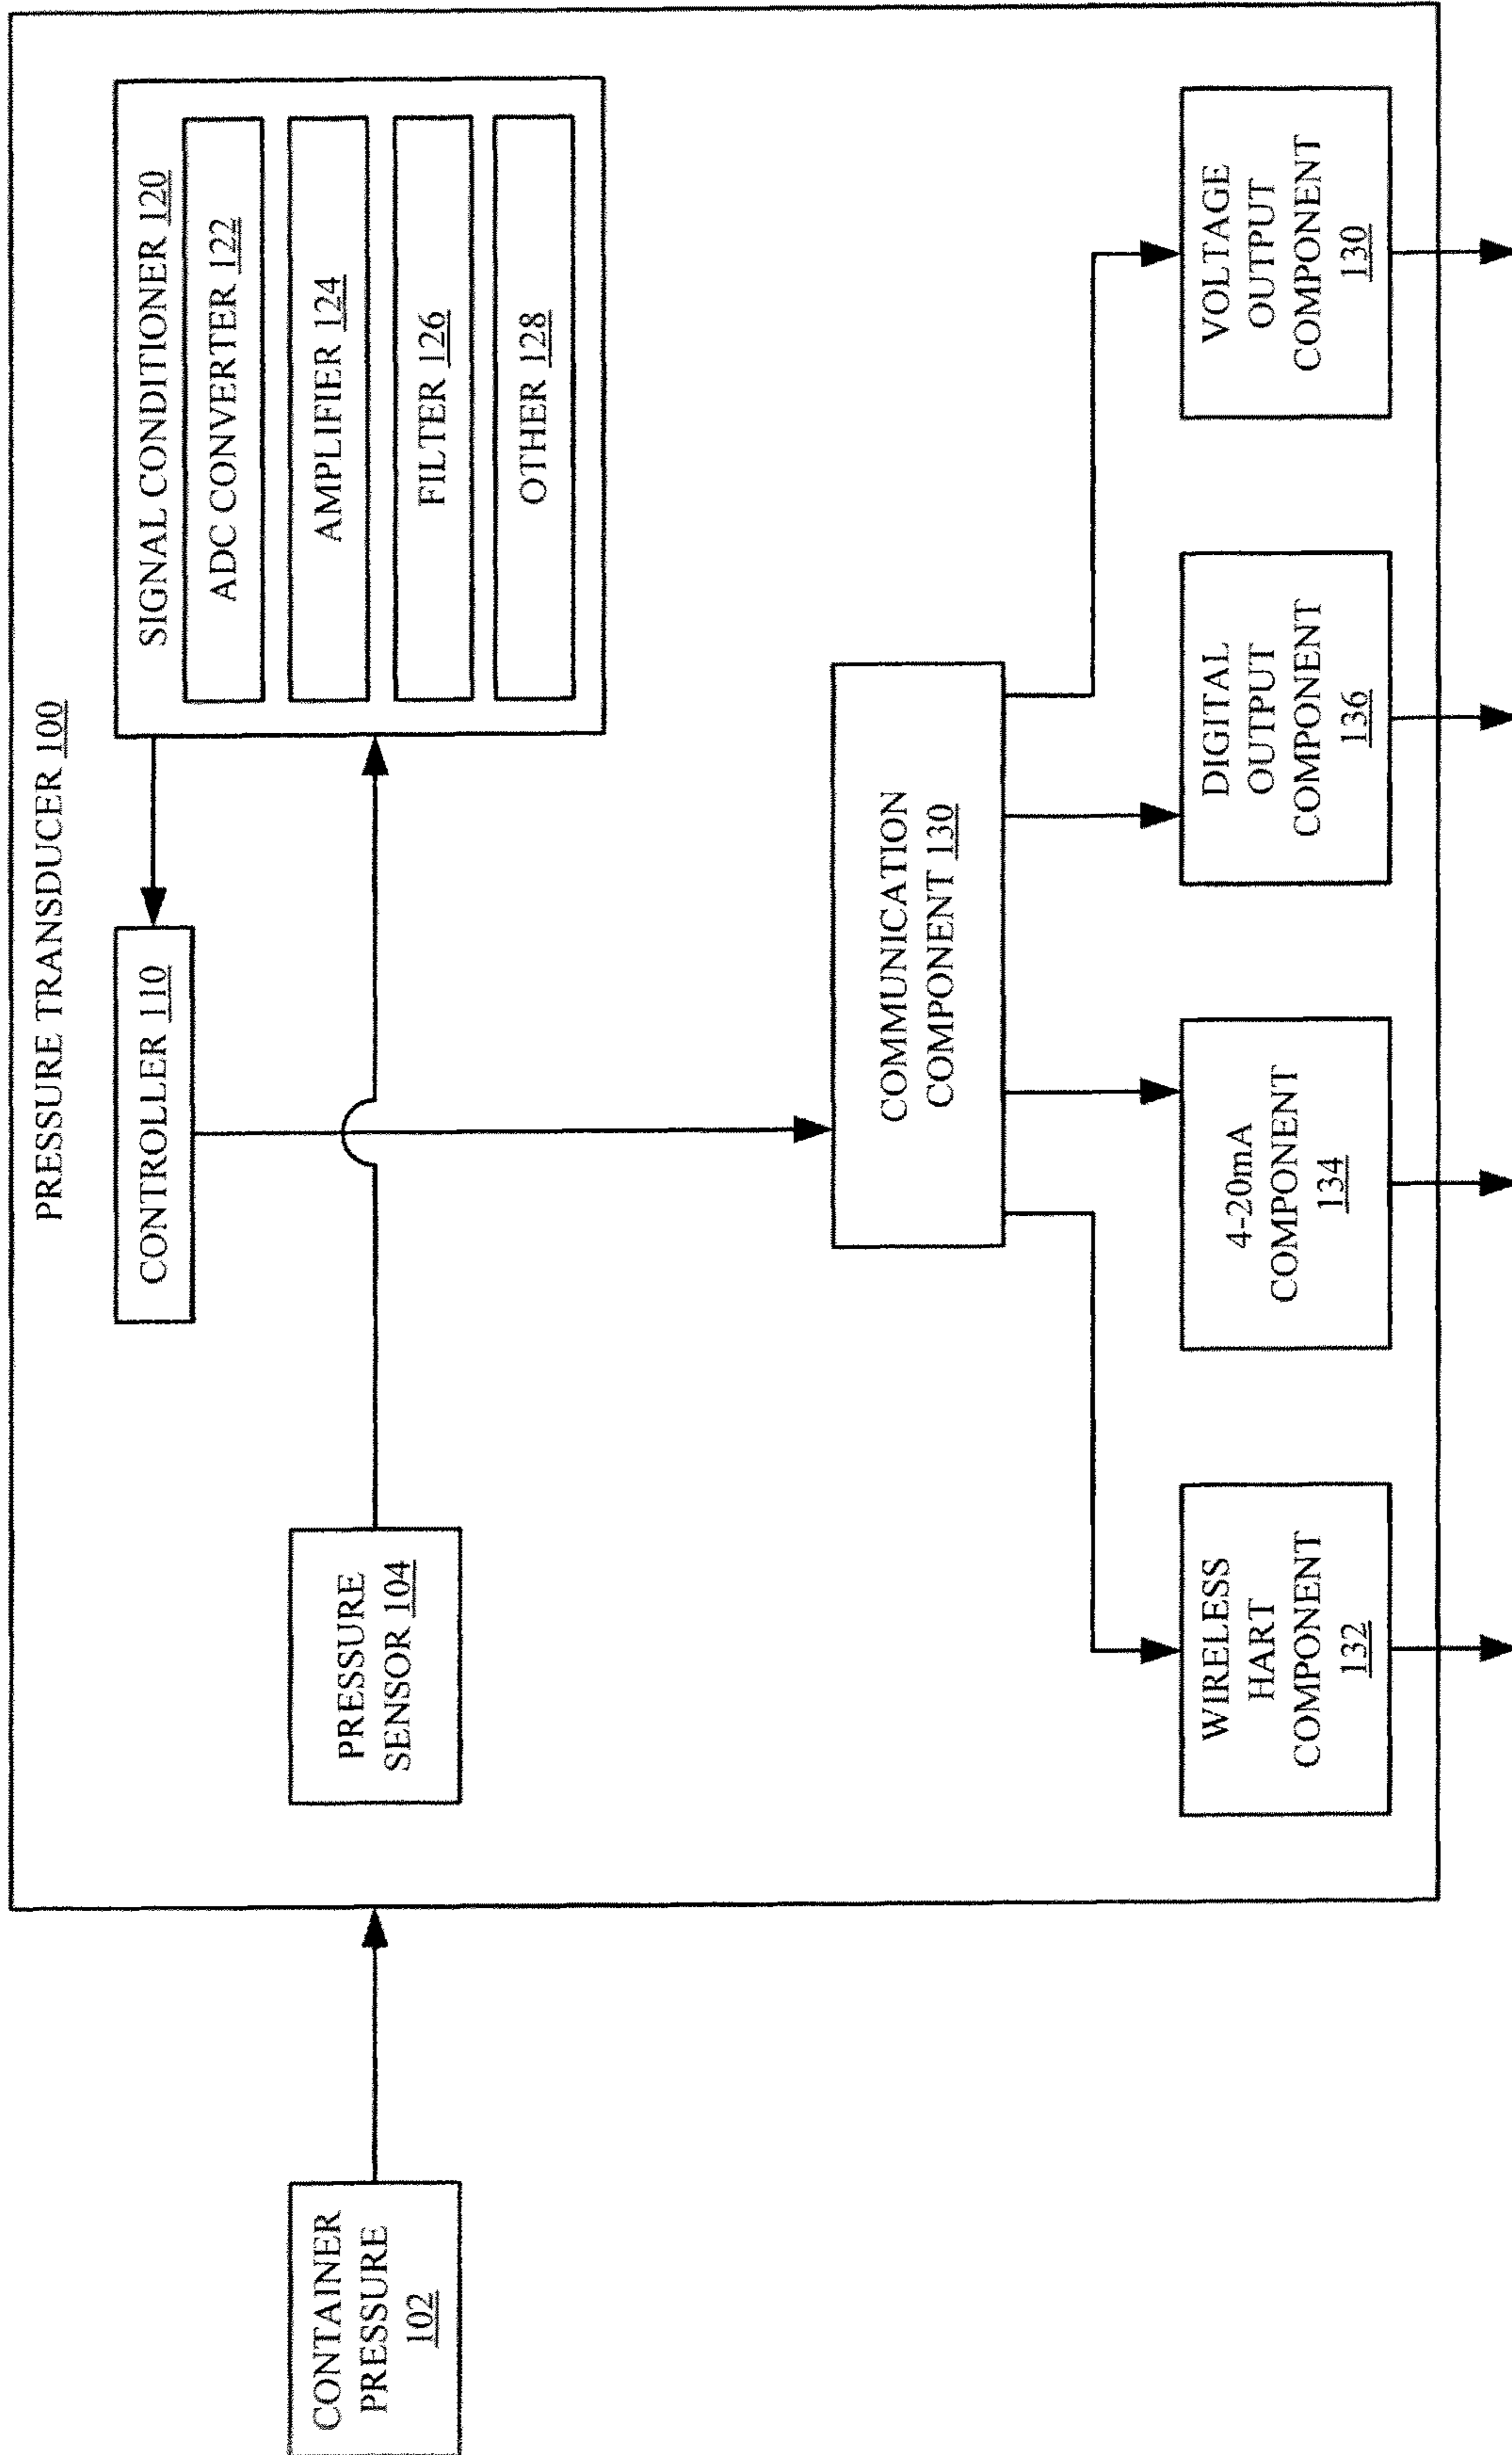 PRESSURE TRANSDUCER 100
CONTAINER
PRESSURE
102
PRESSURE
SENSOR 104
CONTROLLER 110
SIGNAL CONDITIONER 120
ADC CONVERTER 122
AMPLIFIER 124
FILTER 126
OTHER 128
COMMUNICATION
COMPONENT 130
WIRELESS
HART
COMPONENT
132
4-20mA
COMPONENT
134
DIGITAL
OUTPUT
COMPONENT
136
VOLTAGE
OUTPUT
COMPONENT
130